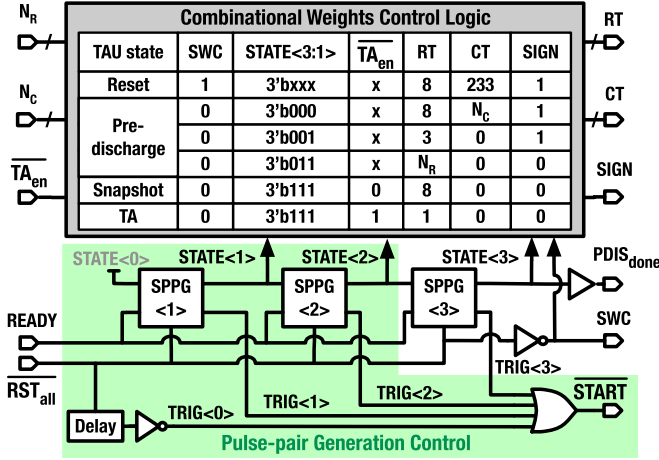 Combinational Weights Control Logic
N_R
RT
TAU state SWC STATE<3:1> T̅A̅_en RT CT SIGN
Reset 1 3'bxxx x 8 233 1
N_C
CT
Pre-discharge 0 3'b000 x 8 N_C 1
0 3'b001 x 3 0 1
0 3'b011 x N_R 0 0
T̅A̅_en
SIGN
Snapshot 0 3'b111 0 8 0 0
TA 0 3'b111 1 1 0 0
STATE<0> STATE<1> STATE<2> STATE<3> PDIS_done
SPPG <1>
SPPG <2>
SPPG <3>
READY
SWC
R̅S̅T̅_all
TRIG<3>
TRIG<2>
TRIG<1>
TRIG<0>
S̅T̅A̅R̅T̅
Delay
Pulse-pair Generation Control